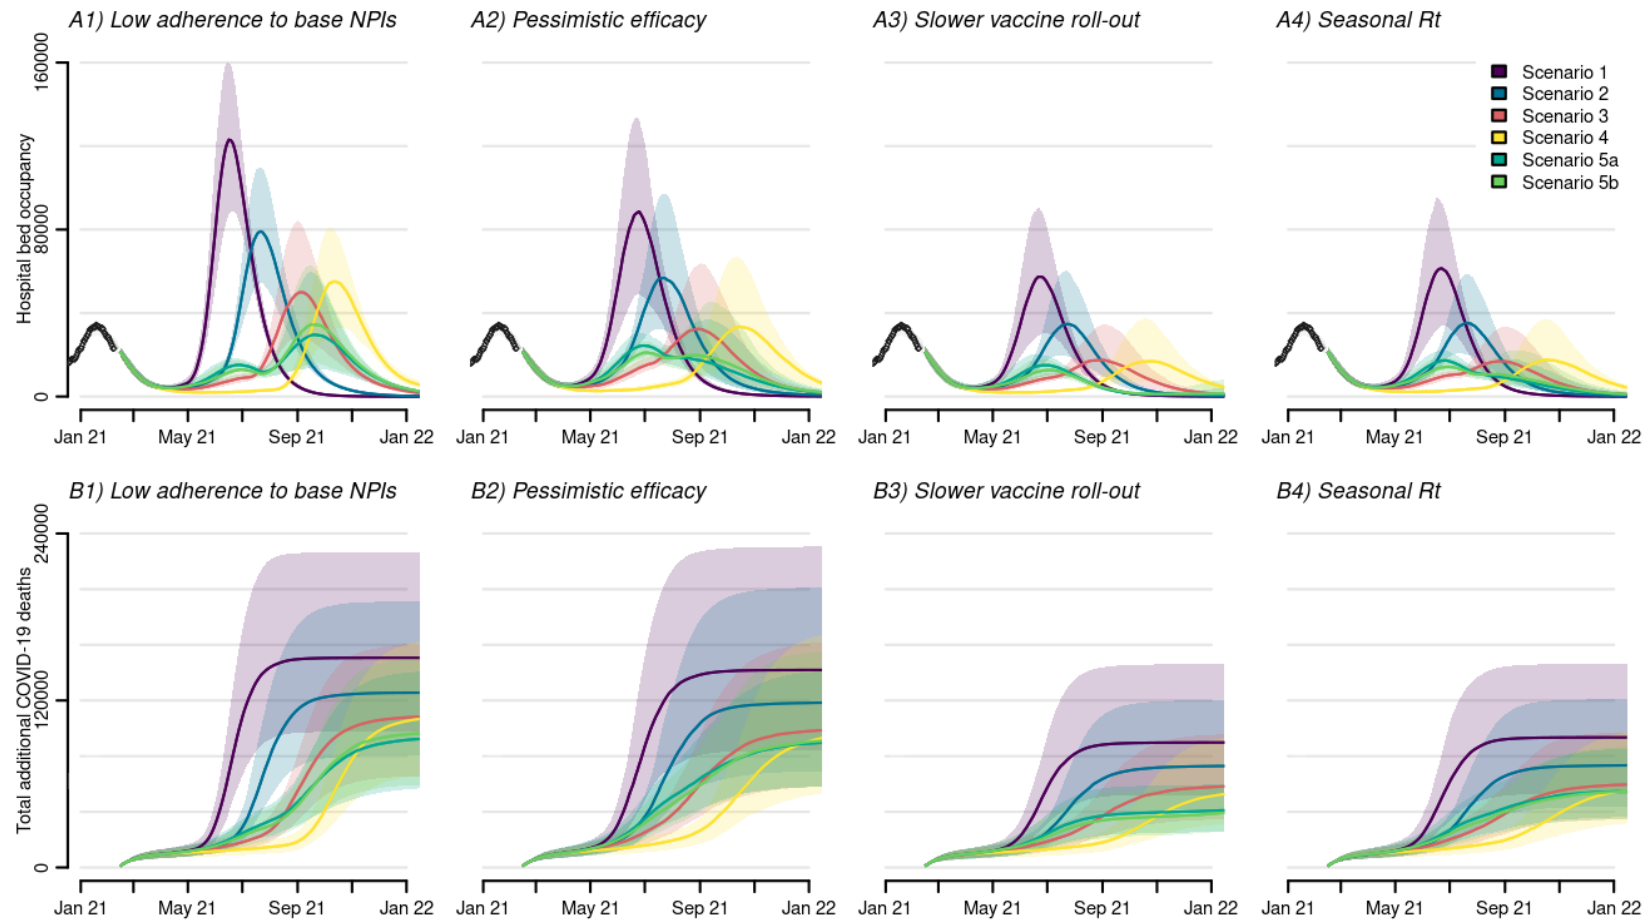 A1) Low adherence to base NPIs
A2) Pessimistic efficacy
A3) Slower vaccine roll-out
A4) Seasonal Rt
Hospital bed occupancy
160000
80000
0
Scenario 1
Scenario 2
Scenario 3
Scenario 4
Scenario 5a
Scenario 5b
Jan 21 May 21 Sep 21 Jan 22
Jan 21 May 21 Sep 21 Jan 22
Jan 21 May 21 Sep 21 Jan 22
Jan 21 May 21 Sep 21 Jan 22
B1) Low adherence to base NPIs
B2) Pessimistic efficacy
B3) Slower vaccine roll-out
B4) Seasonal Rt
Total additional COVID-19 deaths
240000
120000
0
Jan 21 May 21 Sep 21 Jan 22
Jan 21 May 21 Sep 21 Jan 22
Jan 21 May 21 Sep 21 Jan 22
Jan 21 May 21 Sep 21 Jan 22